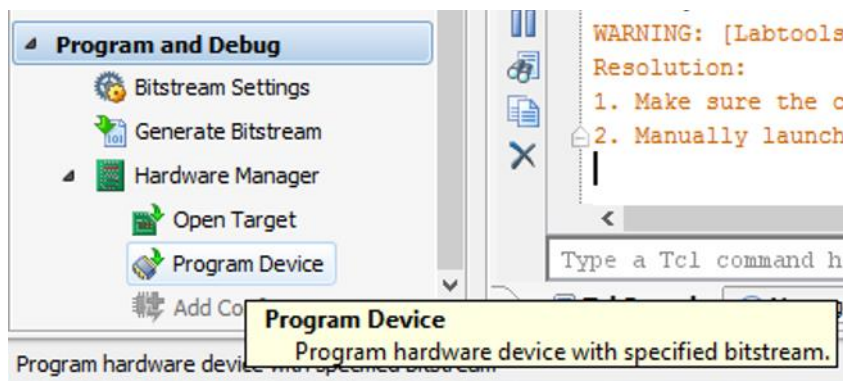 Program and Debug
Bitstream Settings
Generate Bitstream
Hardware Manager
Open Target
Program Device
Add Co
Program Device
Program hardware device with specified bitstream.
Program hardware devic
WARNING: [Labtools
Resolution:
1. Make sure the c
2. Manually launch
Type a Tcl command h